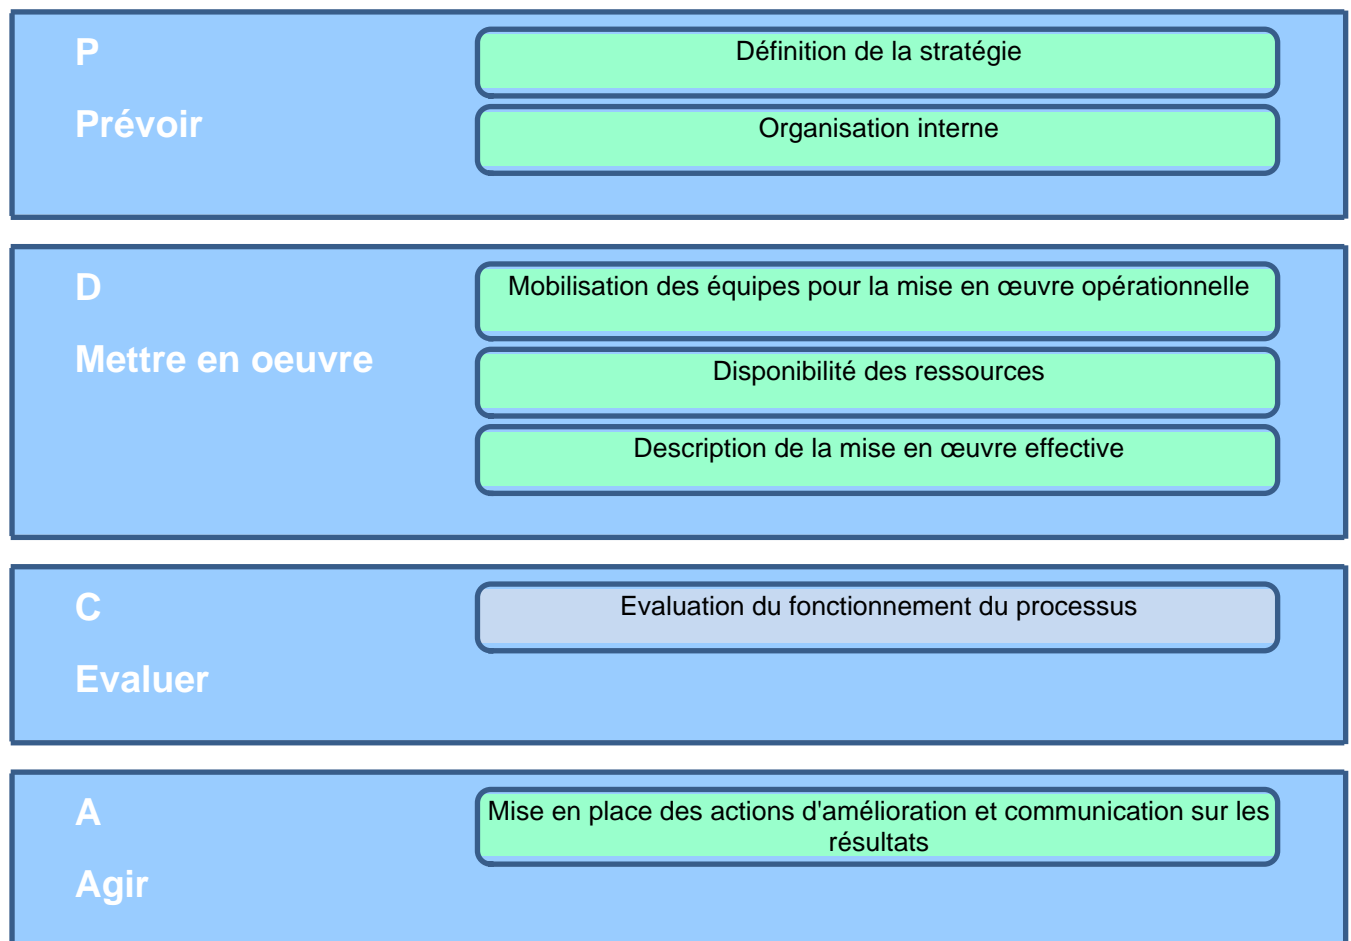 P
Prévoir
Définition de la stratégie
Organisation interne
D
Mettre en oeuvre
Mobilisation des équipes pour la mise en œuvre opérationnelle
Disponibilité des ressources
Description de la mise en œuvre effective
C
Evaluer
Evaluation du fonctionnement du processus
A
Agir
Mise en place des actions d'amélioration et communication sur les
résultats